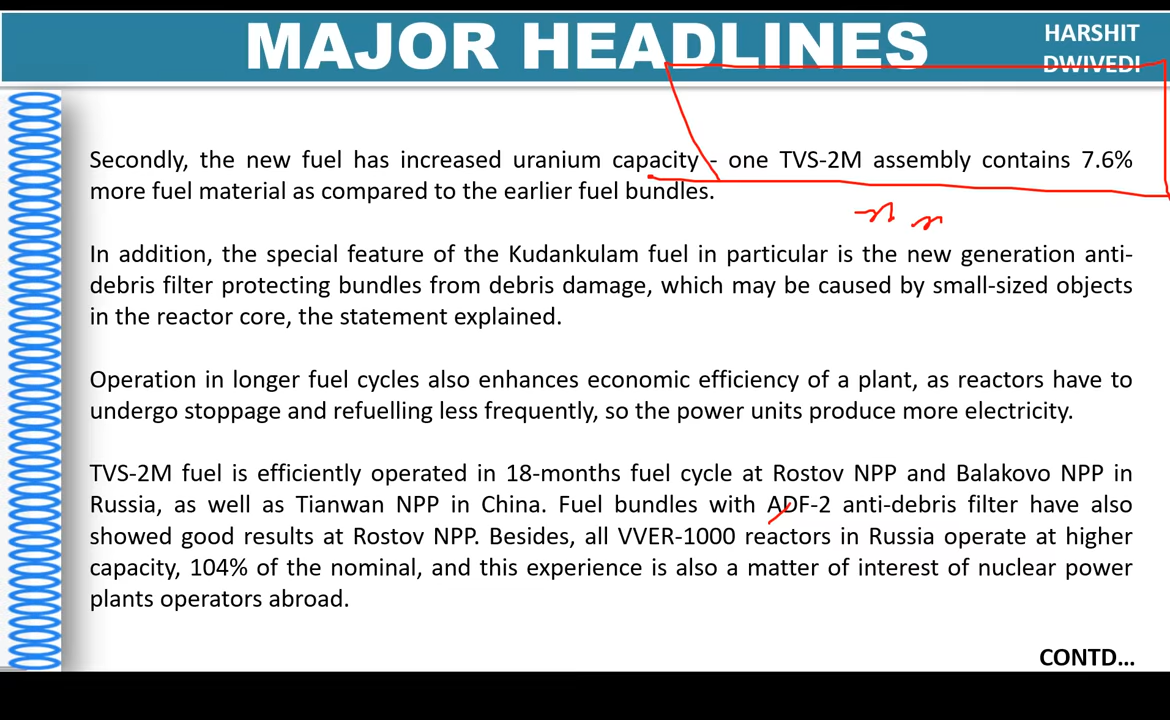 MAJOR HEADLINES
HARSHIT
DWIVEDI
Secondly, the new fuel has increased uranium capacity - one TVS-2M assembly contains 7.6%
more fuel material as compared to the earlier fuel bundles.
In addition, the special feature of the Kudankulam fuel in particular is the new generation anti-
debris filter protecting bundles from debris damage, which may be caused by small-sized objects
in the reactor core, the statement explained.
Operation in longer fuel cycles also enhances economic efficiency of a plant, as reactors have to
undergo stoppage and refuelling less frequently, so the power units produce more electricity.
TVS-2M fuel is efficiently operated in 18-months fuel cycle at Rostov NPP and Balakovo NPP in
Russia, as well as Tianwan NPP in China. Fuel bundles with ADF-2 anti-debris filter have also
showed good results at Rostov NPP. Besides, all VVER-1000 reactors in Russia operate at higher
capacity, 104% of the nominal, and this experience is also a matter of interest of nuclear power
plants operators abroad.
CONTD...